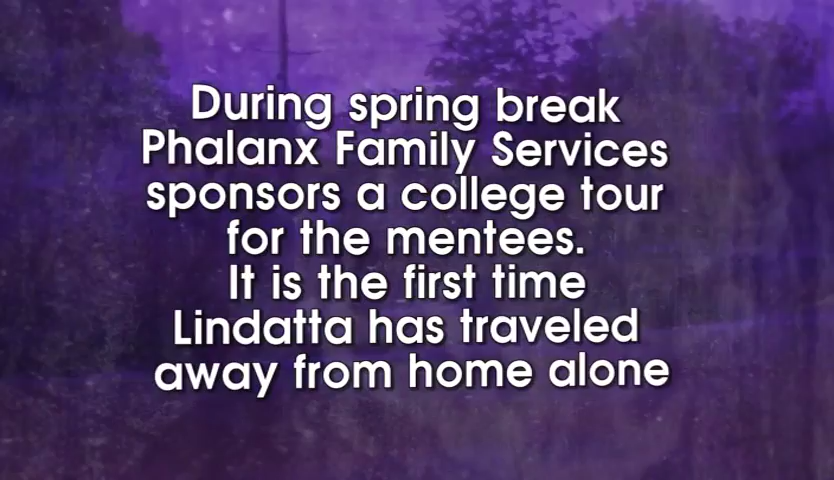 During spring break
Phalanx Family Services
sponsors a college tour
for the mentees.
It is the first time
Lindatta has traveled
away from home alone